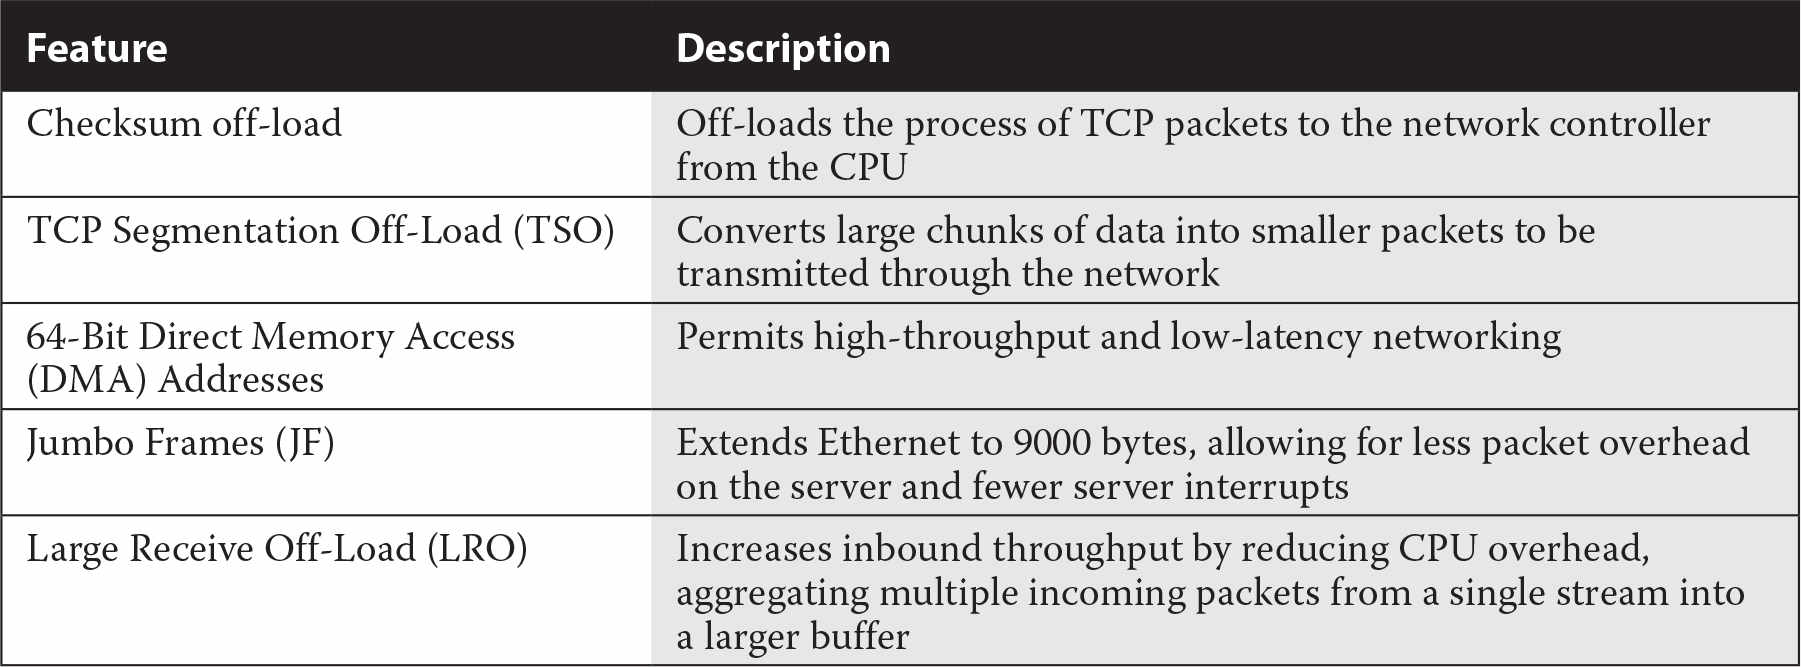 Feature Description
Checksum off-load Off-loads the process of TCP packets to the network controller
from the CPU
TCP Segmentation Off-Load (TSO) Converts large chunks of data into smaller packets to be
transmitted through the network
64-Bit Direct Memory Access Permits high-throughput and low-latency networking
(DMA) Addresses
Jumbo Frames (JF) Extends Ethernet to 9000 bytes, allowing for less packet overhead
on the server and fewer server interrupts
Large Receive Off-Load (LRO) Increases inbound throughput by reducing CPU overhead,
aggregating multiple incoming packets from a single stream into
a larger buffer